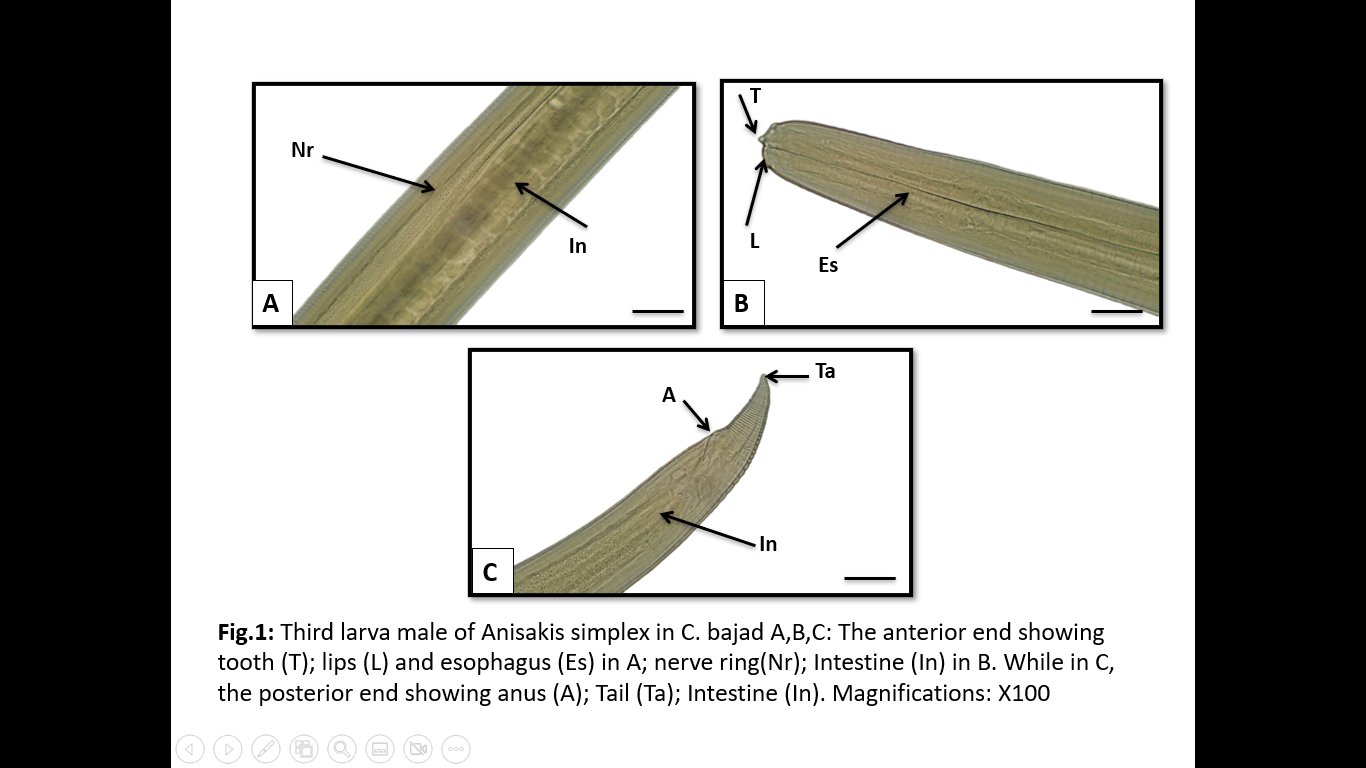 T
Nr
In
L
Es
A
B
Ta
A
In
C
Fig.1: Third larva male of Anisakis simplex in C. bajad A,B,C: The anterior end showing
tooth (T); lips (L) and esophagus (Es) in A; nerve ring(Nr); Intestine (In) in B. While in C,
the posterior end showing anus (A); Tail (Ta); Intestine (In). Magnifications: X100